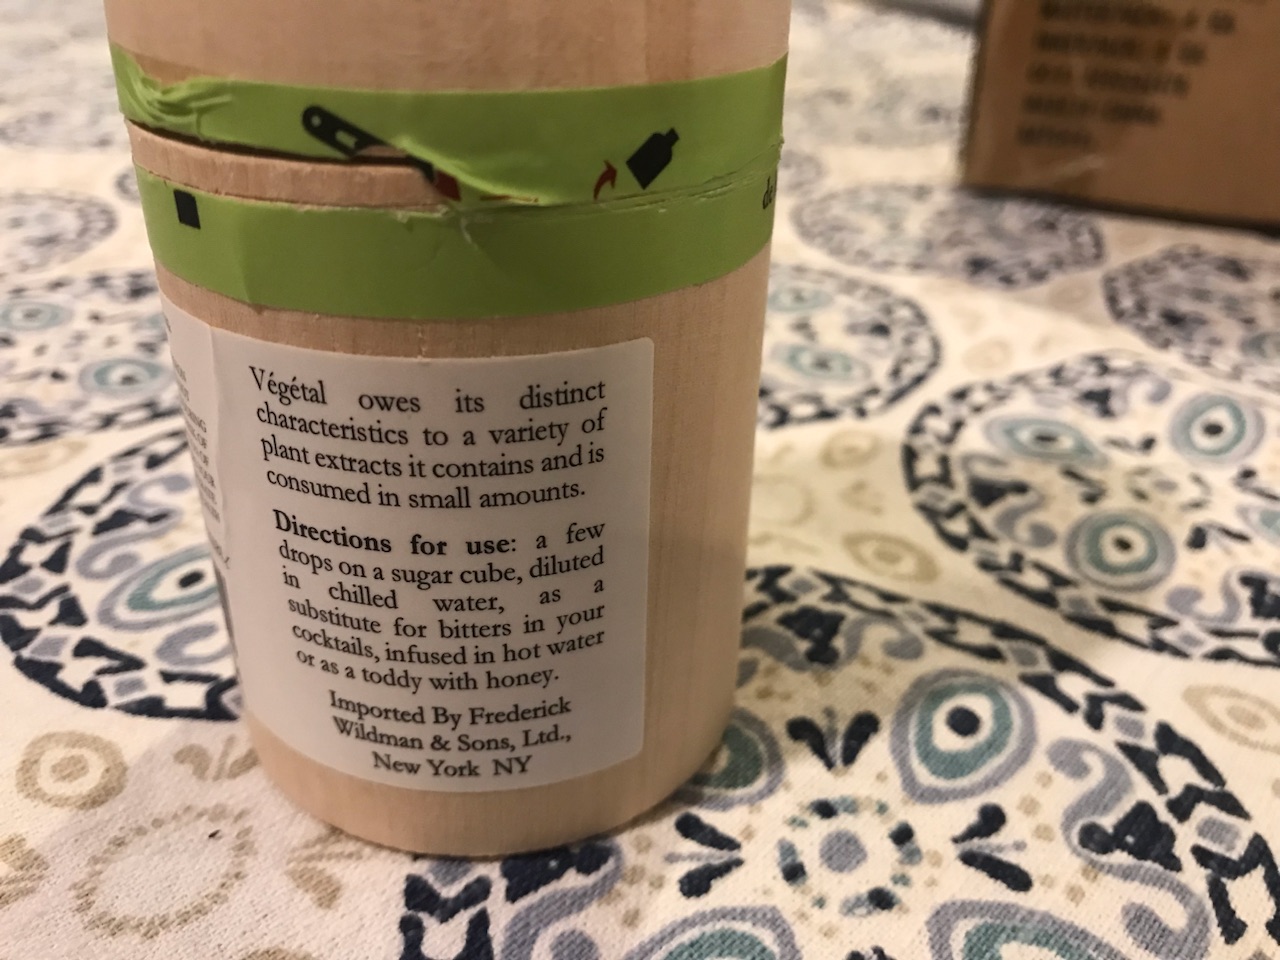 de
Végétal owes its distinct
characteristics to a variety of
plant extracts it contains and is
consumed in small amounts.
Directions for use: a few
drops on a sugar cube, diluted
in chilled water, as a
substitute for bitters in your
cocktails, infused in hot water
or as a toddy with honey.
Imported By Frederick
Wildman & Sons, Ltd.,
New York NY